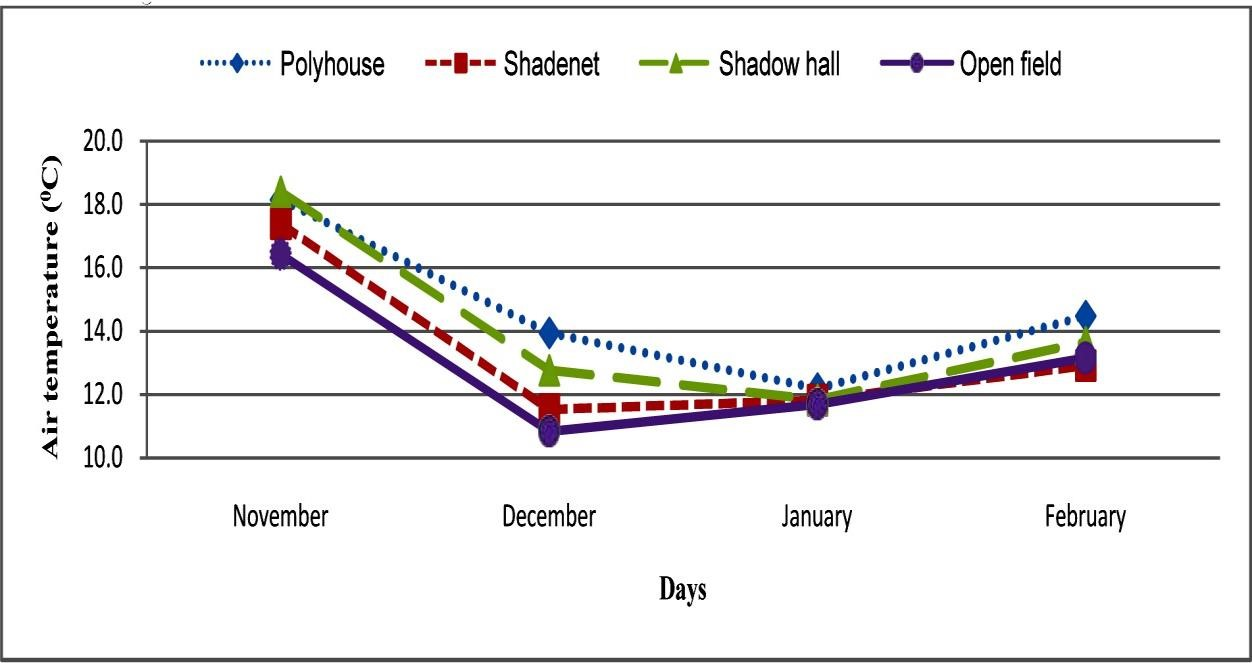 Polyhouse Shadenet Shadow hall Open field
Air temperature (⁰C)
20.0
18.0
16.0
14.0
12.0
10.0
November December January February
Days